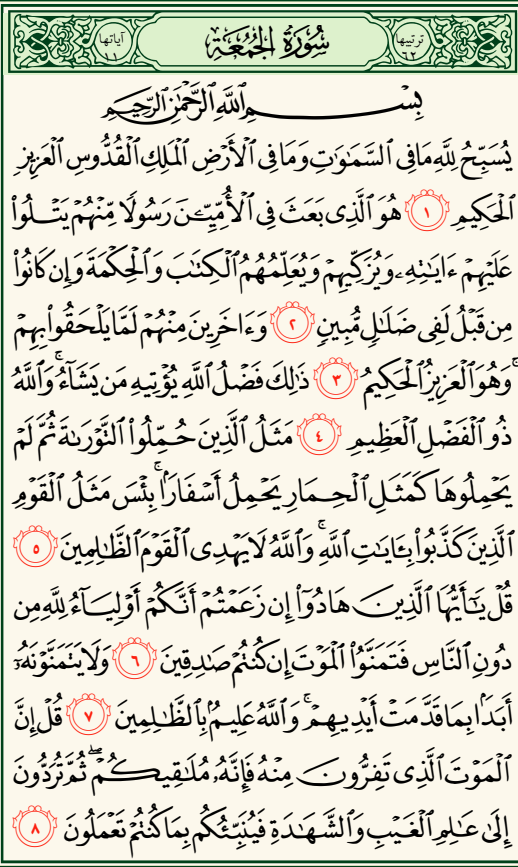 ترتيبها ٦٢ سُورَةُ الجُمُعَةِ آياتها ١١
بِسْمِ ٱللَّهِ ٱلرَّحْمَٰنِ ٱلرَّحِيمِ
يُسَبِّحُ لِلَّهِ مَا فِى ٱلسَّمَٰوَٰتِ وَمَا فِى ٱلْأَرْضِ ٱلْمَلِكِ ٱلْقُدُّوسِ ٱلْعَزِيزِ
ٱلْحَكِيمِ ١ هُوَ ٱلَّذِى بَعَثَ فِى ٱلْأُمِّيِّـۧنَ رَسُولًا مِّنْهُمْ يَتْلُوا۟
عَلَيْهِمْ ءَايَٰتِهِۦ وَيُزَكِّيهِمْ وَيُعَلِّمُهُمُ ٱلْكِتَٰبَ وَٱلْحِكْمَةَ وَإِن كَانُوا۟
مِن قَبْلُ لَفِى ضَلَٰلٍ مُّبِينٍ ٢ وَءَاخَرِينَ مِنْهُمْ لَمَّا يَلْحَقُوا۟ بِهِمْ
ۚ وَهُوَ ٱلْعَزِيزُ ٱلْحَكِيمُ ٣ ذَٰلِكَ فَضْلُ ٱللَّهِ يُؤْتِيهِ مَن يَشَآءُ ۚ وَٱللَّهُ
ذُو ٱلْفَضْلِ ٱلْعَظِيمِ ٤ مَثَلُ ٱلَّذِينَ حُمِّلُوا۟ ٱلتَّوْرَىٰةَ ثُمَّ لَمْ
يَحْمِلُوهَا كَمَثَلِ ٱلْحِمَارِ يَحْمِلُ أَسْفَارًۢا ۚ بِئْسَ مَثَلُ ٱلْقَوْمِ
ٱلَّذِينَ كَذَّبُوا۟ بِـَٔايَٰتِ ٱللَّهِ ۚ وَٱللَّهُ لَا يَهْدِى ٱلْقَوْمَ ٱلظَّٰلِمِينَ ٥
قُلْ يَٰٓأَيُّهَا ٱلَّذِينَ هَادُوٓا۟ إِن زَعَمْتُمْ أَنَّكُمْ أَوْلِيَآءُ لِلَّهِ مِن
دُونِ ٱلنَّاسِ فَتَمَنَّوُا۟ ٱلْمَوْتَ إِن كُنتُمْ صَٰدِقِينَ ٦ وَلَا يَتَمَنَّوْنَهُۥٓ
أَبَدًۢا بِمَا قَدَّمَتْ أَيْدِيهِمْ ۚ وَٱللَّهُ عَلِيمٌۢ بِٱلظَّٰلِمِينَ ٧ قُلْ إِنَّ
ٱلْمَوْتَ ٱلَّذِى تَفِرُّونَ مِنْهُ فَإِنَّهُۥ مُلَٰقِيكُمْ ۖ ثُمَّ تُرَدُّونَ
إِلَىٰ عَٰلِمِ ٱلْغَيْبِ وَٱلشَّهَٰدَةِ فَيُنَبِّئُكُم بِمَا كُنتُمْ تَعْمَلُونَ ٨